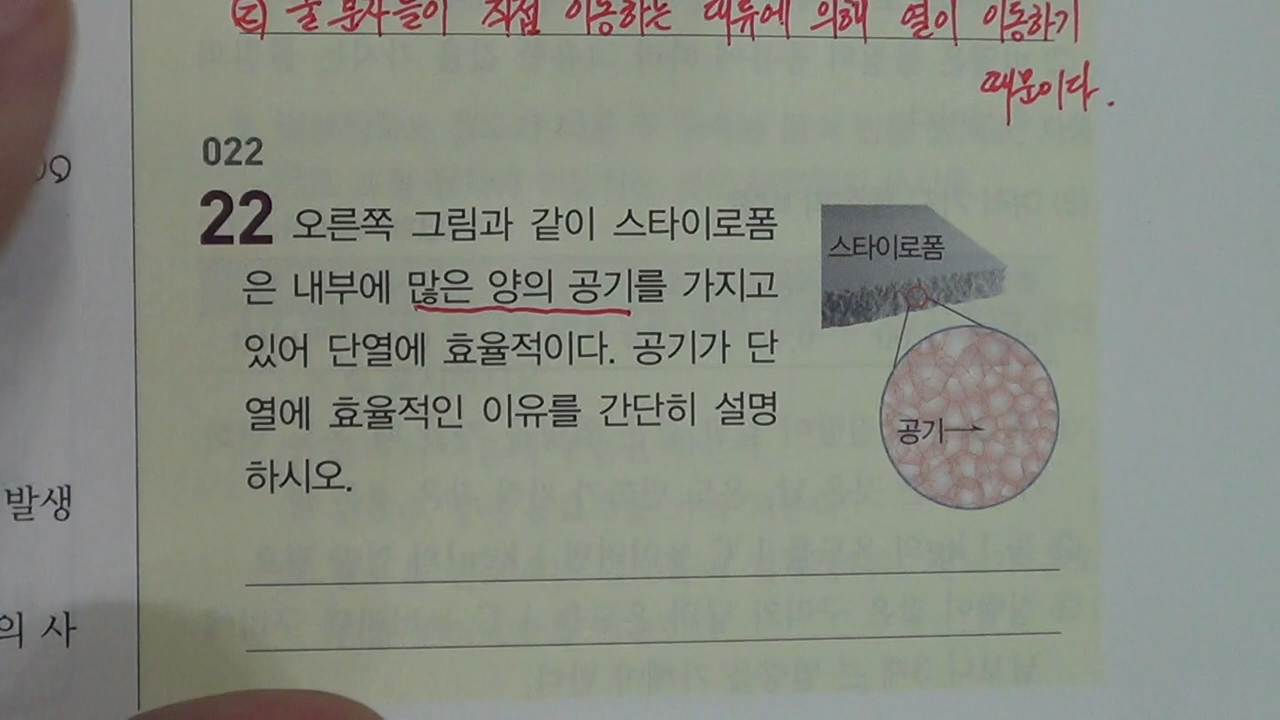 물 분자들이 직접 이동하는 대류에 의해 열이 이동하기
때문이다.
022
22 오른쪽 그림과 같이 스타이로폼
은 내부에 많은 양의 공기를 가지고
있어 단열에 효율적이다. 공기가 단
열에 효율적인 이유를 간단히 설명
하시오.
스타이로폼
공기
발생
의 사